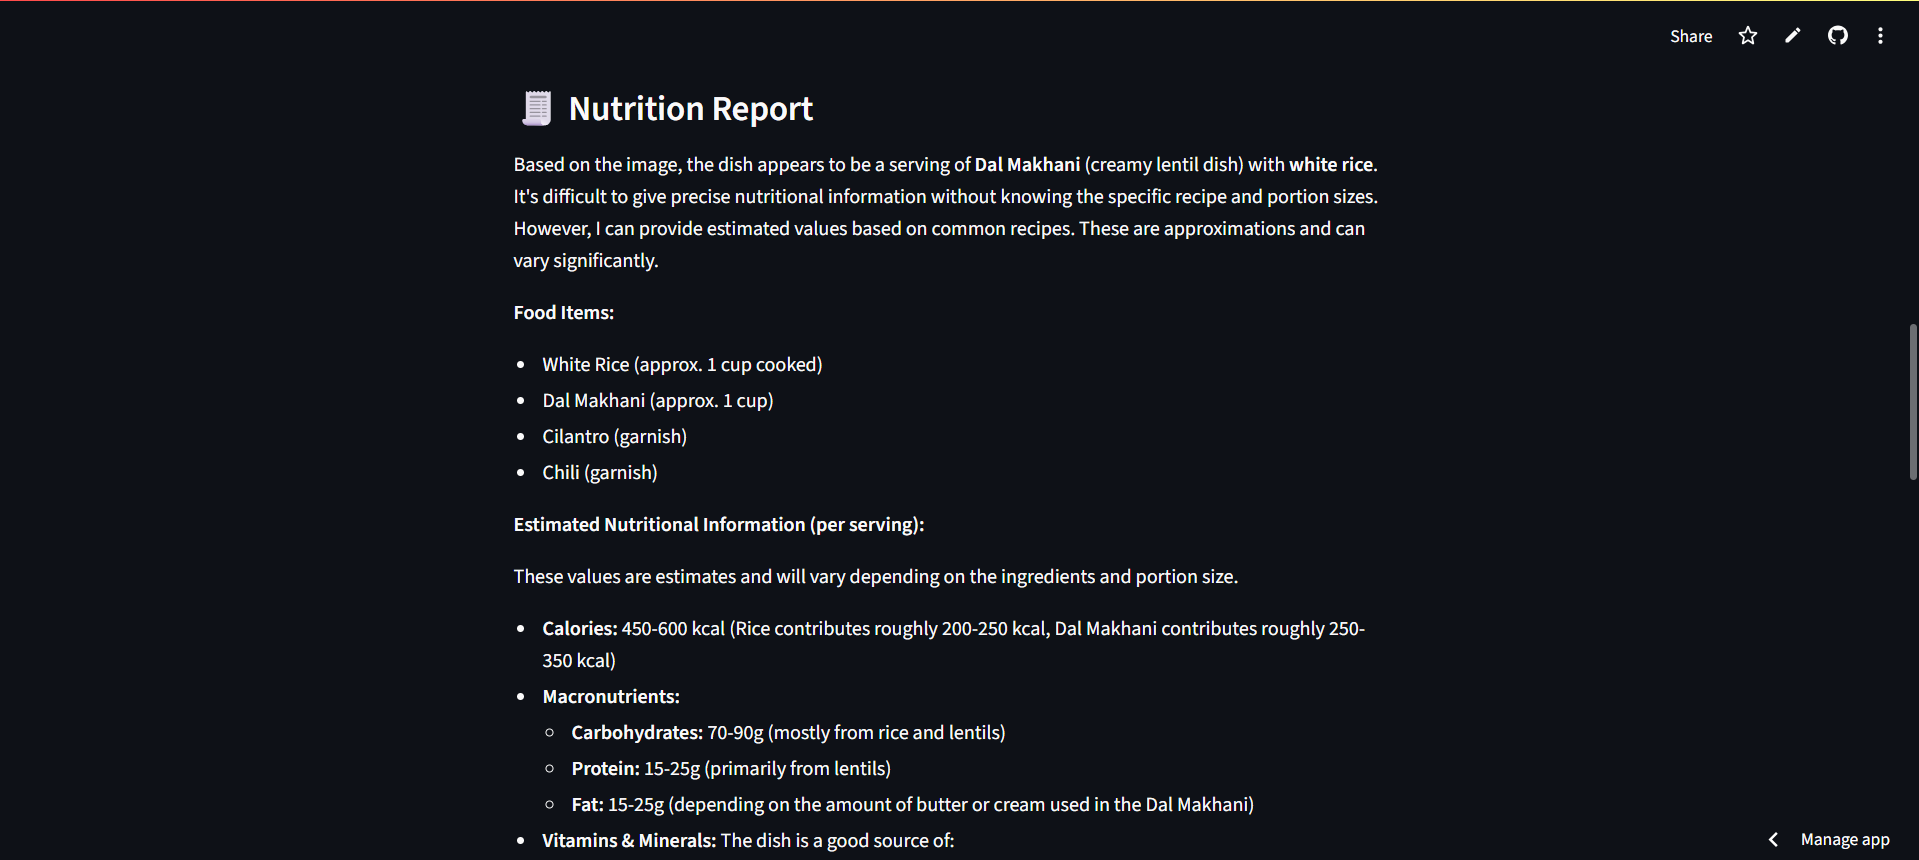 Share
Nutrition Report
Based on the image, the dish appears to be a serving of Dal Makhani (creamy lentil dish) with white rice.
It's difficult to give precise nutritional information without knowing the specific recipe and portion sizes.
However, I can provide estimated values based on common recipes. These are approximations and can
vary significantly.
Food Items:
• White Rice (approx. 1 cup cooked)
• Dal Makhani (approx. 1 cup)
• Cilantro (garnish)
• Chili (garnish)
Estimated Nutritional Information (per serving):
These values are estimates and will vary depending on the ingredients and portion size.
• Calories: 450-600 kcal (Rice contributes roughly 200-250 kcal, Dal Makhani contributes roughly 250-
350 kcal)
• Macronutrients:
◦ Carbohydrates: 70-90g (mostly from rice and lentils)
◦ Protein: 15-25g (primarily from lentils)
◦ Fat: 15-25g (depending on the amount of butter or cream used in the Dal Makhani)
• Vitamins & Minerals: The dish is a good source of:
Manage app